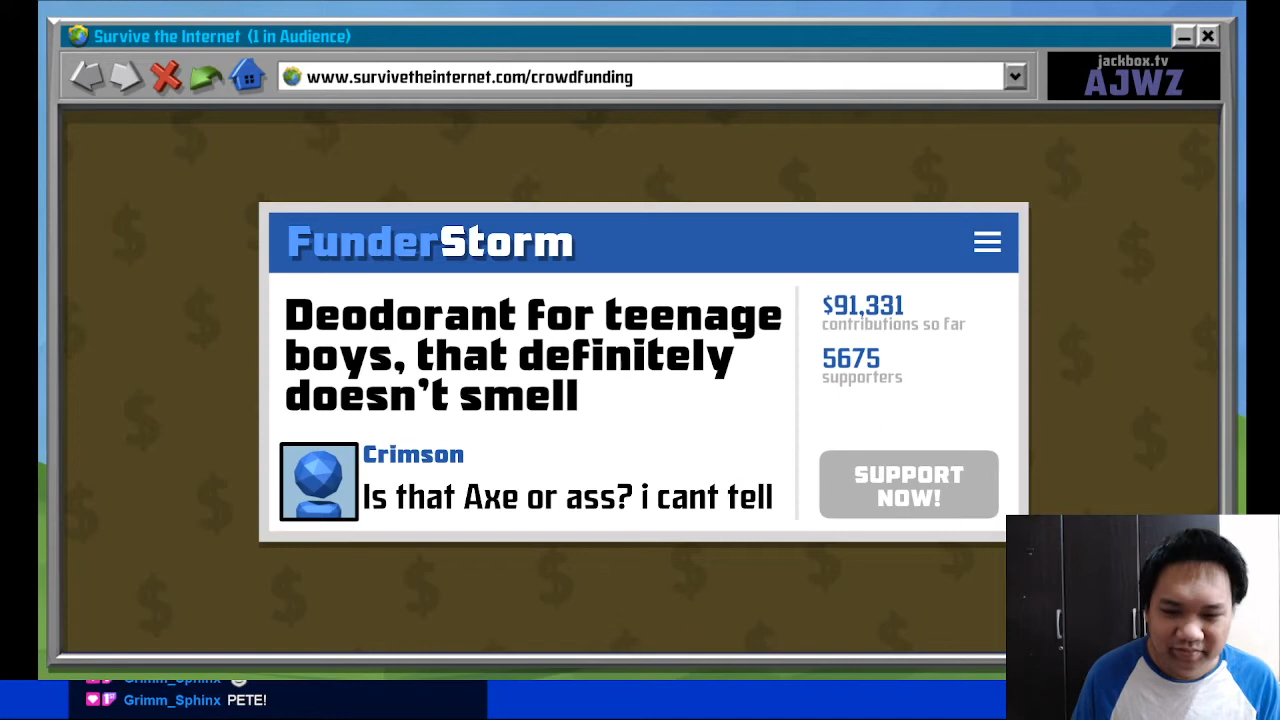 Survive the Internet (1 in Audience)
www.survivetheinternet.com/crowdfunding
jackbox.tv
AJWZ
FunderStorm
Deodorant for teenage
boys, that definitely
doesn't smell
Crimson
Is that Axe or ass? i cant tell
$91,331
contributions so far
5675
supporters
SUPPORT
NOW!
Grimm_Sphinx
Grimm_Sphinx PETE!